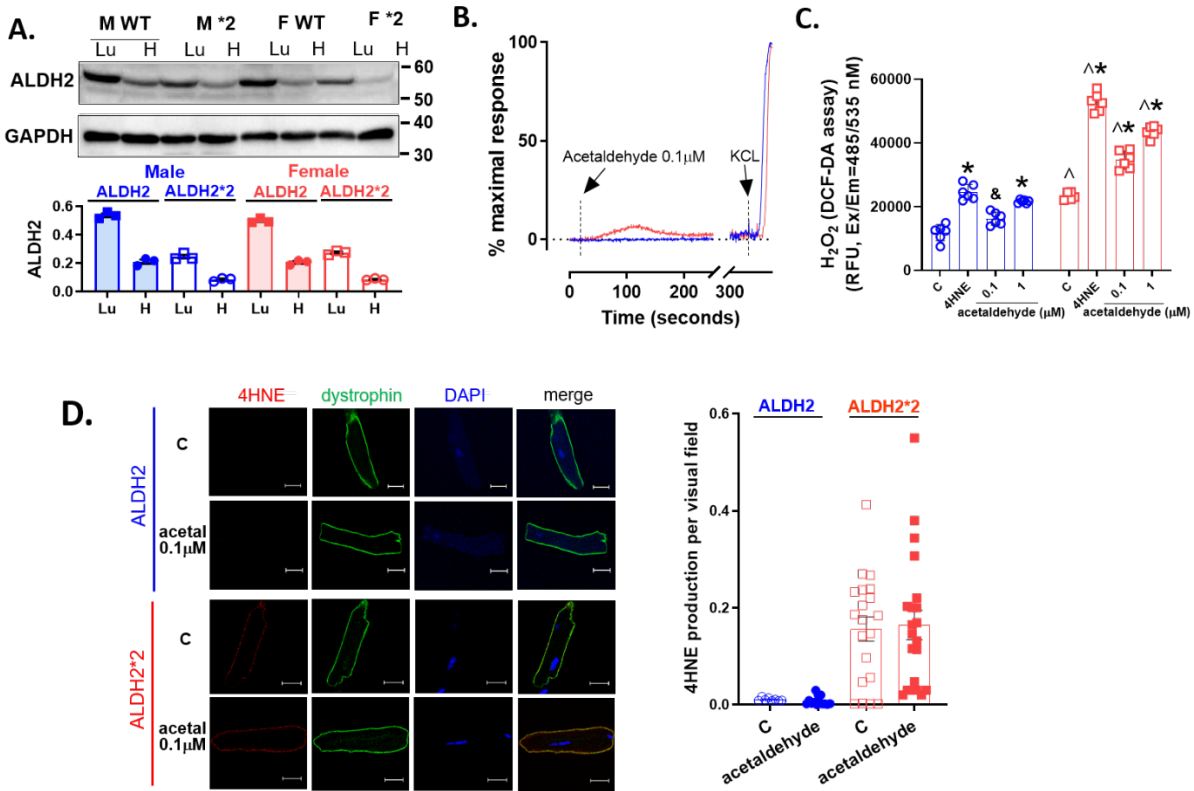 A.
M WT M *2 F WT F *2
Lu H Lu H Lu H Lu H
ALDH2
60
50
GAPDH
40
30
Male Female
ALDH2 ALDH2*2 ALDH2 ALDH2*2
ALDH2
0.6
0.4
0.2
0.0
Lu H Lu H Lu H Lu H
B.
% maximal response
100
50
0
Acetaldehyde 0.1μM
KCL
0 100 200 300
Time (seconds)
C.
H2O2 (DCF-DA assay)
(RFU, Ex/Em=485/535 nM)
60000
40000
20000
0
* & * ^ ^* ^* ^*
C 4HNE 0.1 1 C 4HNE 0.1 1
acetaldehyde (μM) acetaldehyde (μM)
D.
4HNE dystrophin DAPI merge
ALDH2
C
acetal
0.1μM
ALDH2*2
C
acetal
0.1μM
4HNE production per visual field
ALDH2 ALDH2*2
0.6
0.4
0.2
0.0
C acetaldehyde C acetaldehyde